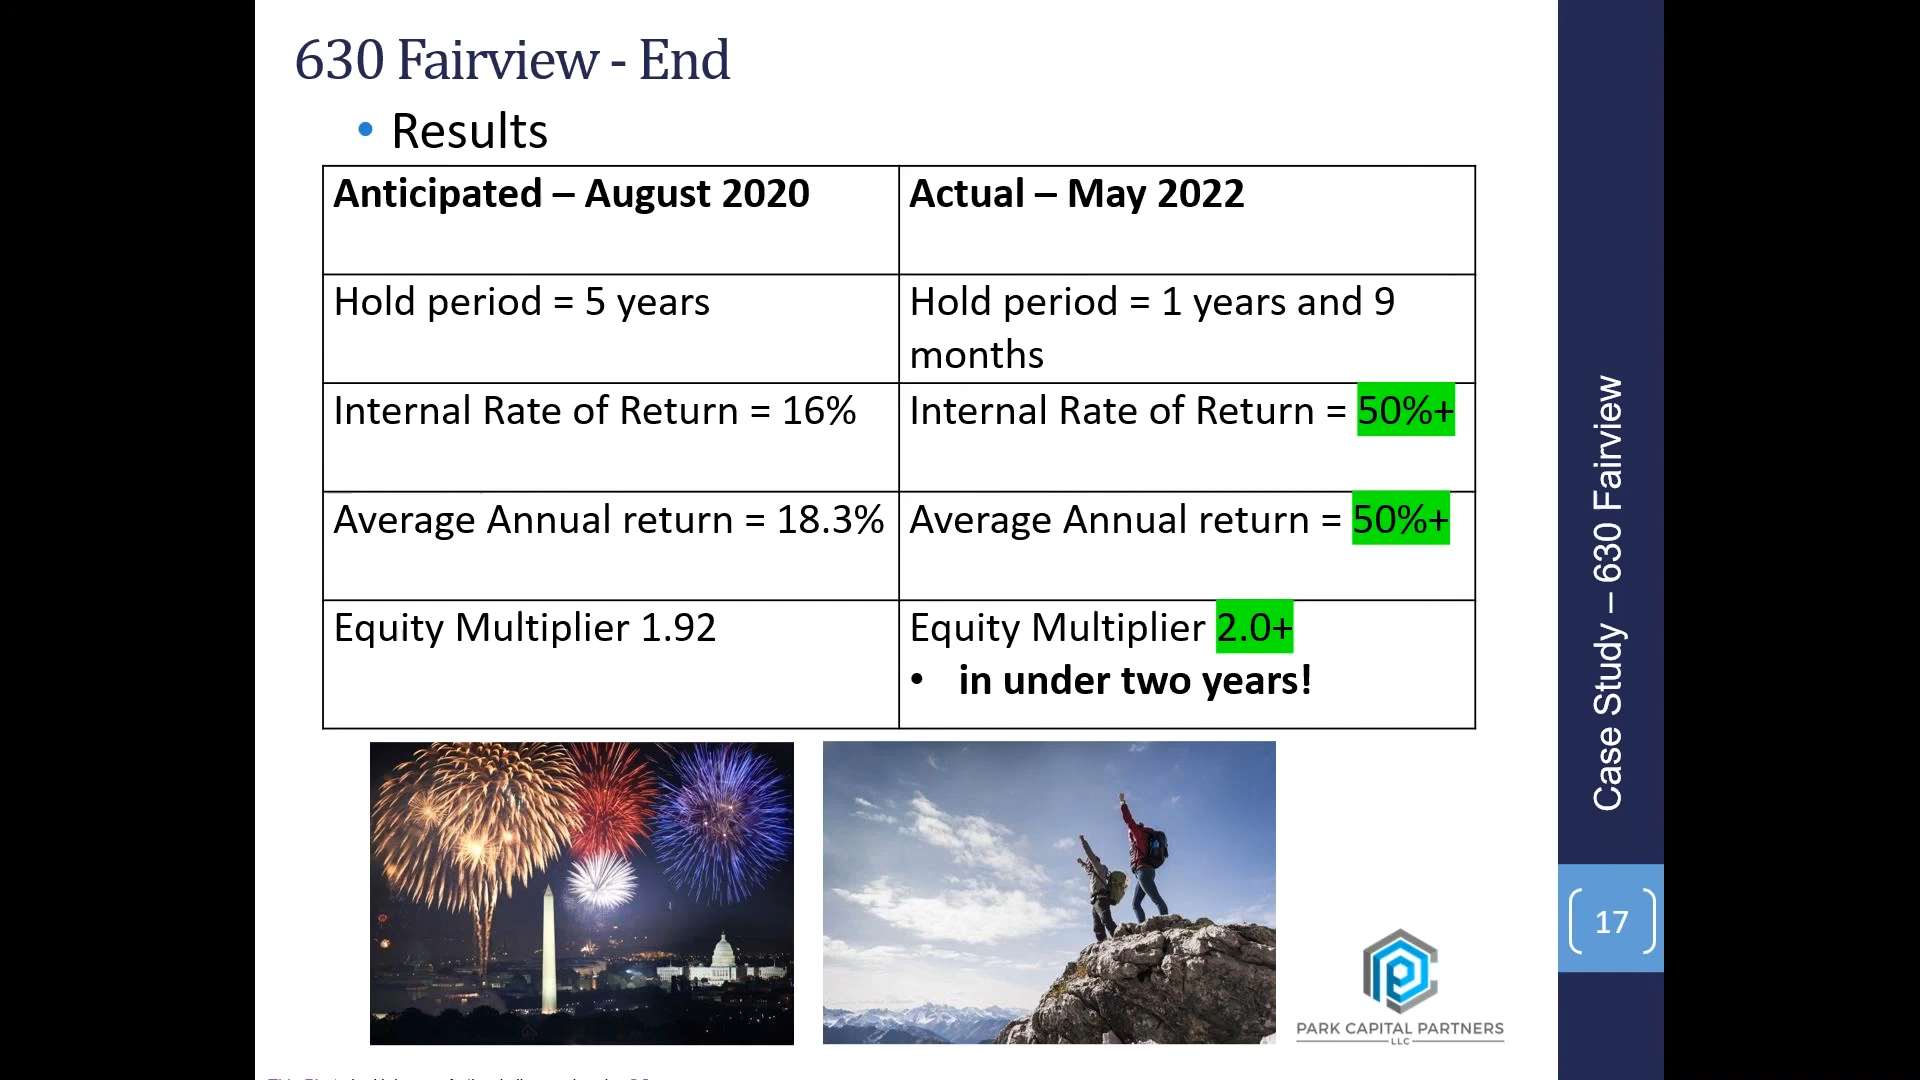 630 Fairview - End
• Results
Anticipated – August 2020
Actual – May 2022
Hold period = 5 years
Hold period = 1 years and 9
months
Internal Rate of Return = 16%
Internal Rate of Return = 50%+
Average Annual return = 18.3%
Average Annual return = 50%+
Equity Multiplier 1.92
Equity Multiplier 2.0+
• in under two years!
Case Study – 630 Fairview
17
PARK CAPITAL PARTNERS
LLC